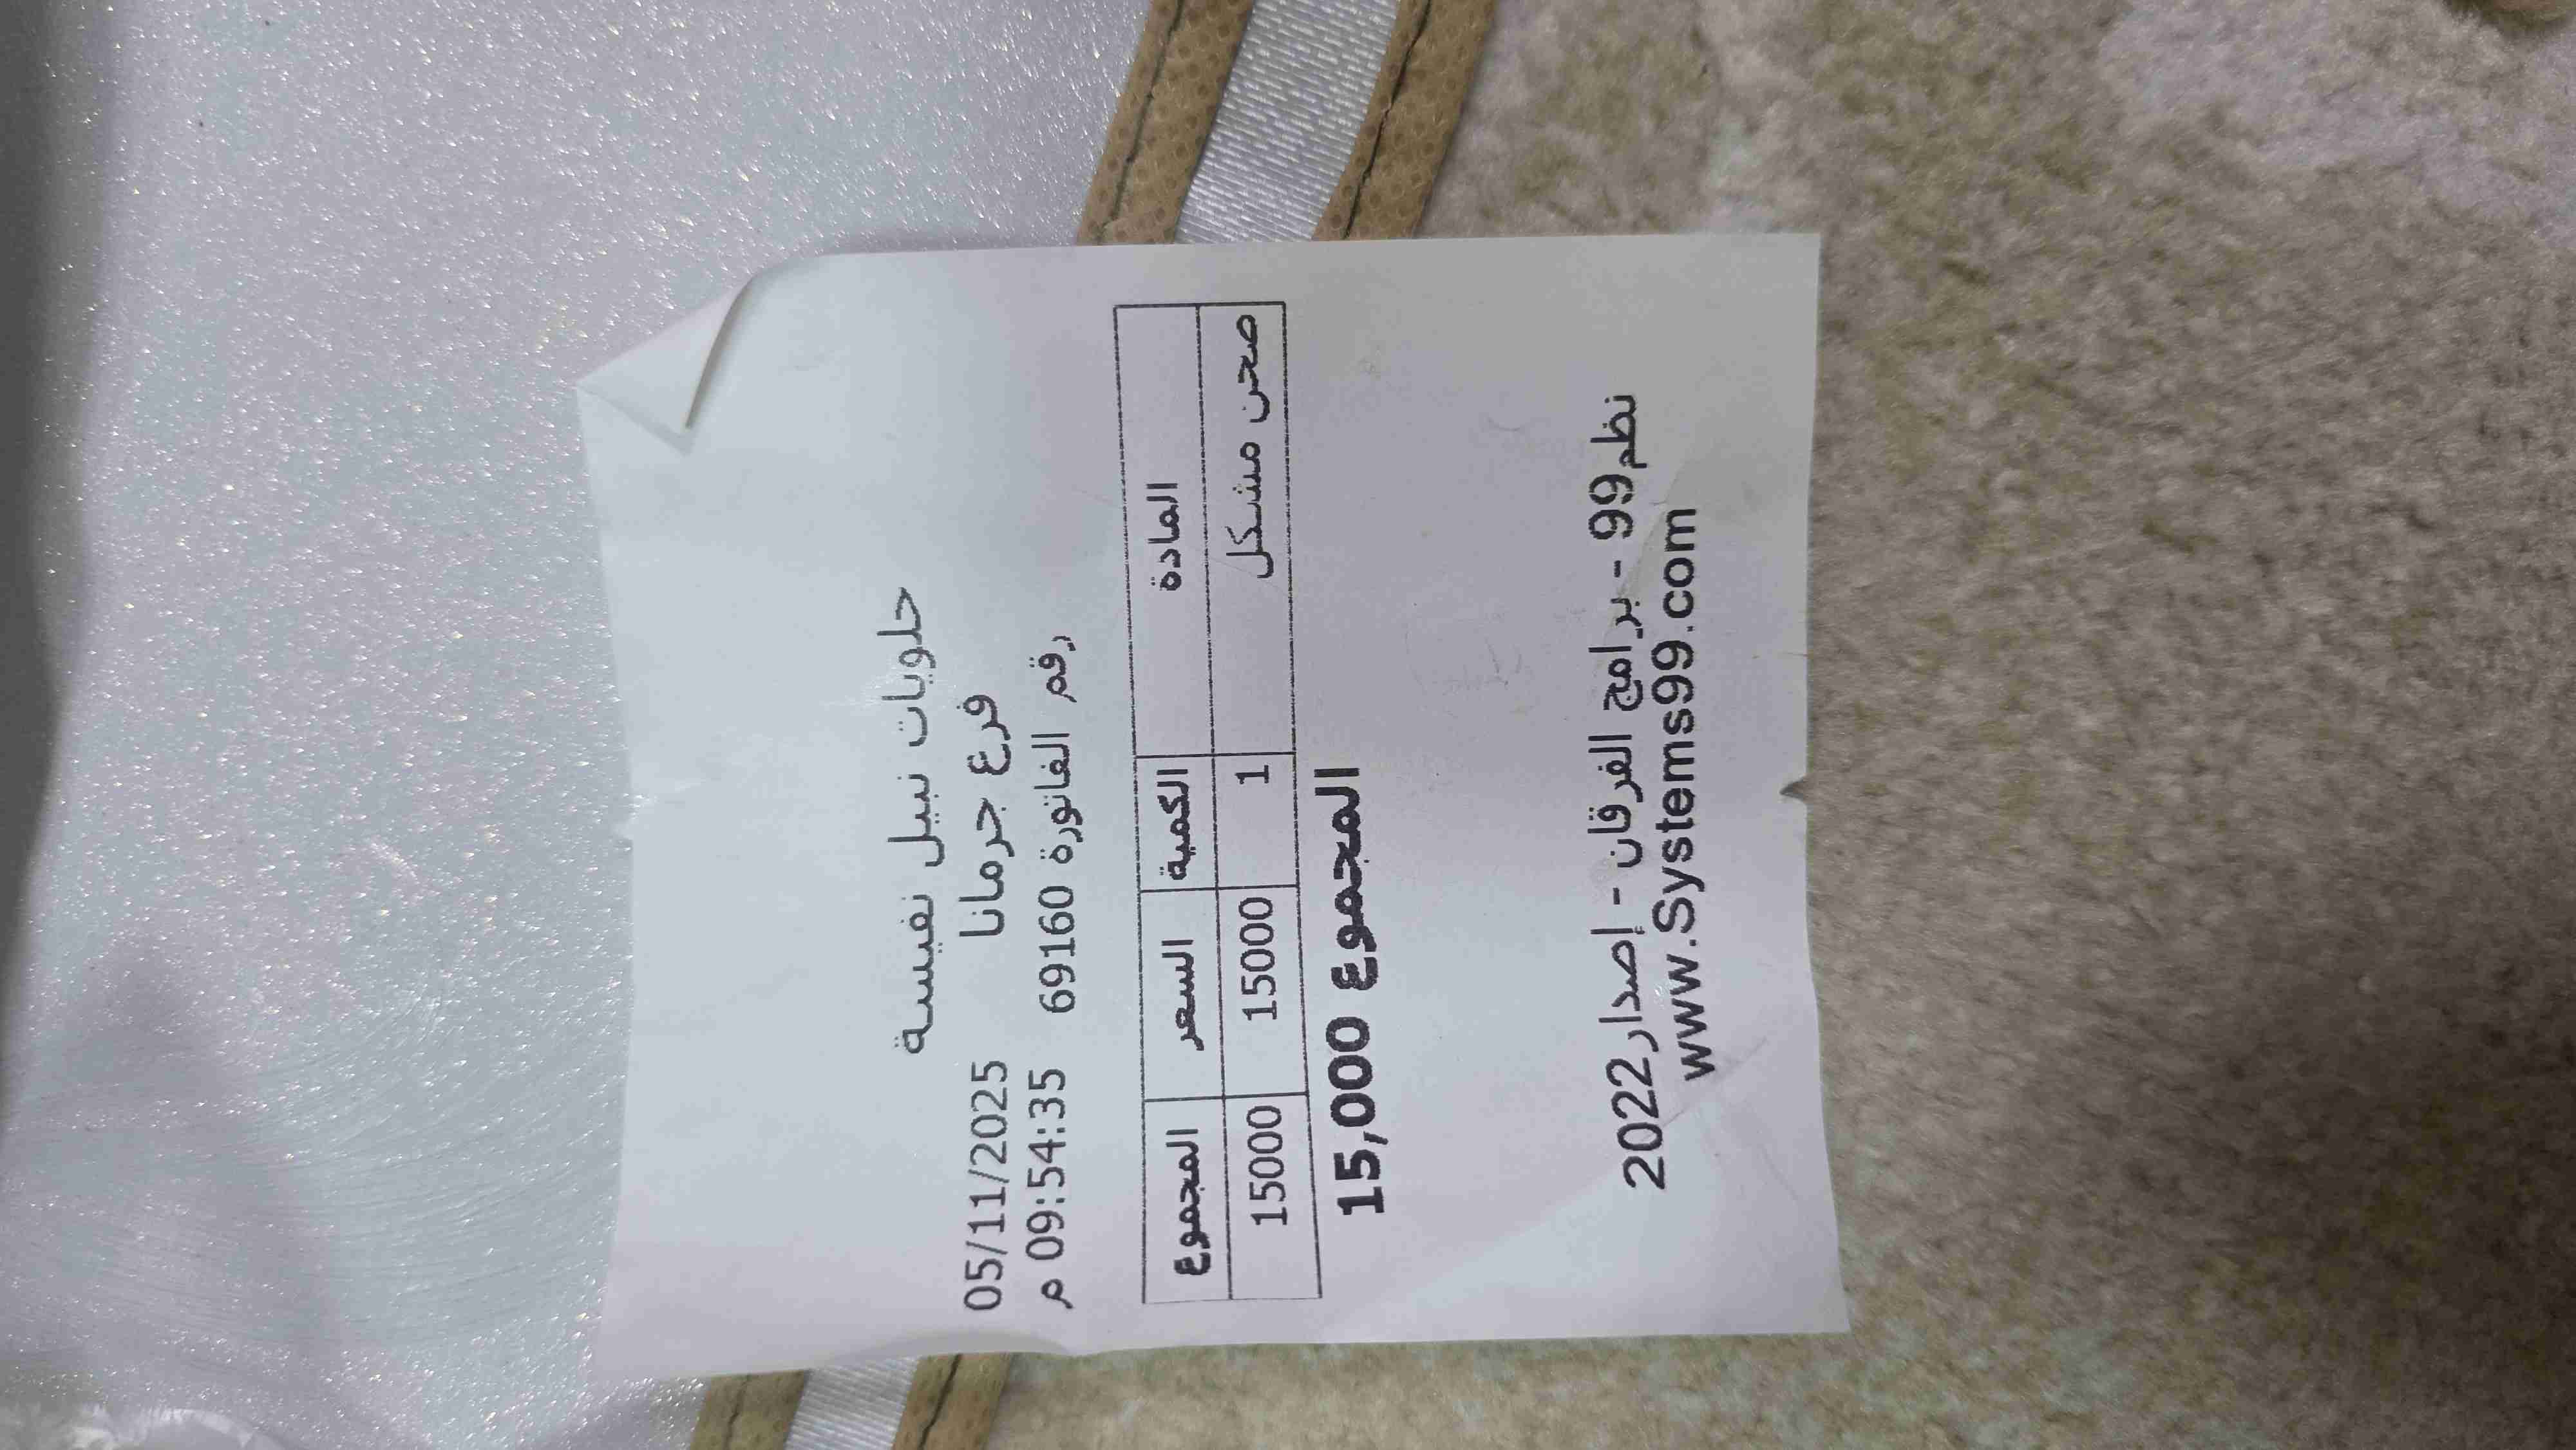 حلويات نبيل نفيسة
فرع جرمانا 05/11/2025
رقم الفاتورة 69160 09:54:35 م
المادة الكمية السعر المجموع
صحن مشكل 1 15000 15000
المجموع 15,000
نظم99 - برامج الفرقان - إصدار2022
www.Systems99.com